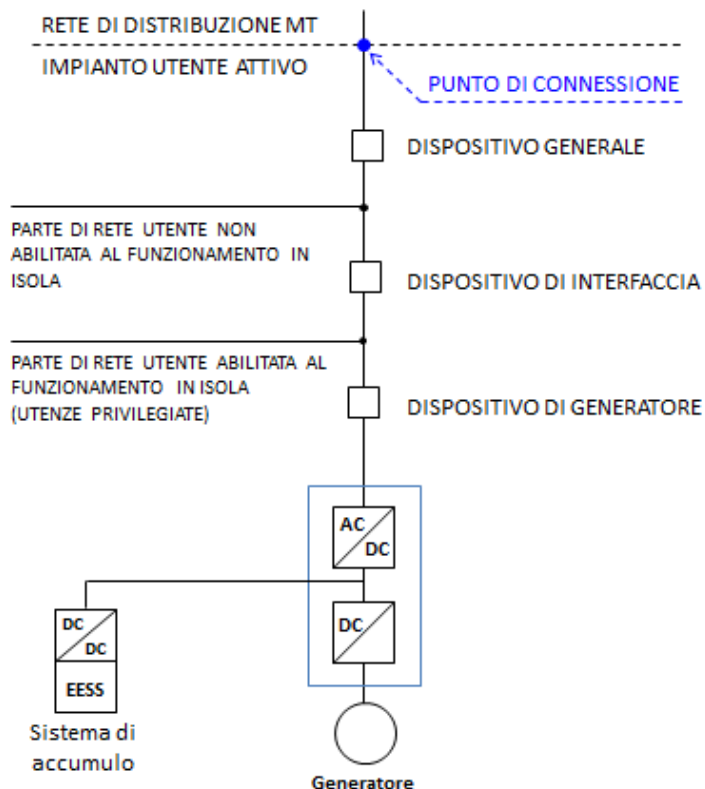 RETE DI DISTRIBUZIONE MT
IMPIANTO UTENTE ATTIVO
PUNTO DI CONNESSIONE
DISPOSITIVO GENERALE
PARTE DI RETE UTENTE NON
ABILITATA AL FUNZIONAMENTO IN
ISOLA
DISPOSITIVO DI INTERFACCIA
PARTE DI RETE UTENTE ABILITATA AL
FUNZIONAMENTO IN ISOLA
(UTENZE PRIVILEGIATE)
DISPOSITIVO DI GENERATORE
AC
DC
DC
DC
DC
EESS
Sistema di
accumulo
Generatore